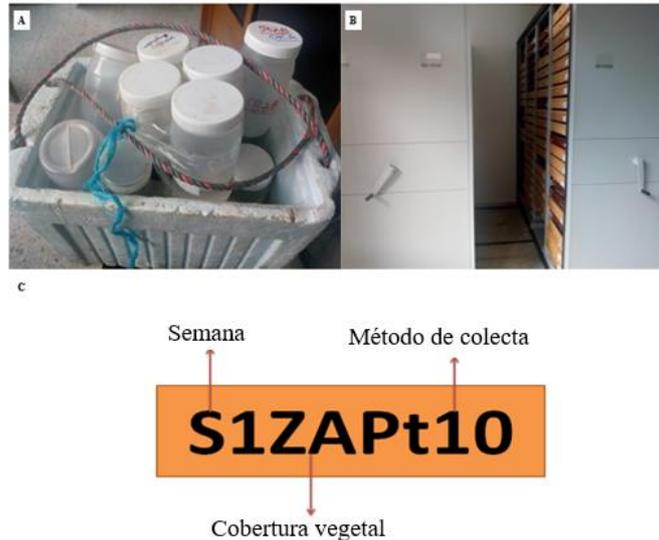 A
B
C
Semana
Método de colecta
S1ZAPt10
Cobertura vegetal